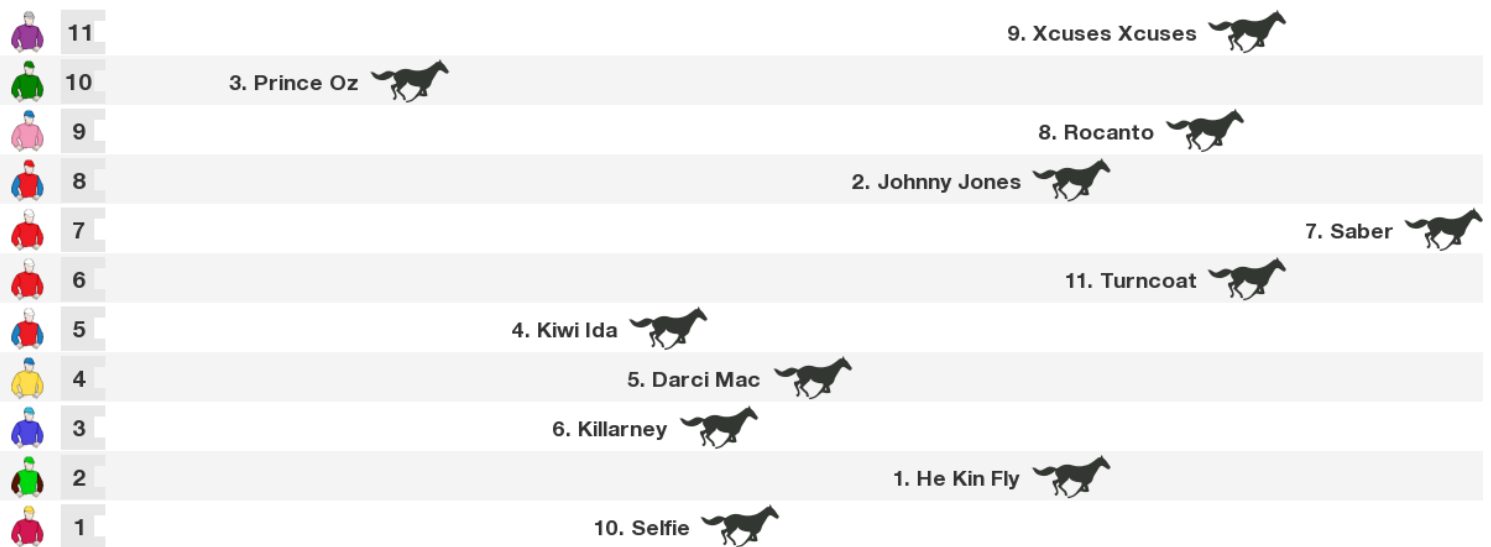 11 9. Xcuses Xcuses
10 3. Prince Oz
9 8. Rocanto
8 2. Johnny Jones
7 7. Saber
6 11. Turncoat
5 4. Kiwi Ida
4 5. Darci Mac
3 6. Killarney
2 1. He Kin Fly
1 10. Selfie